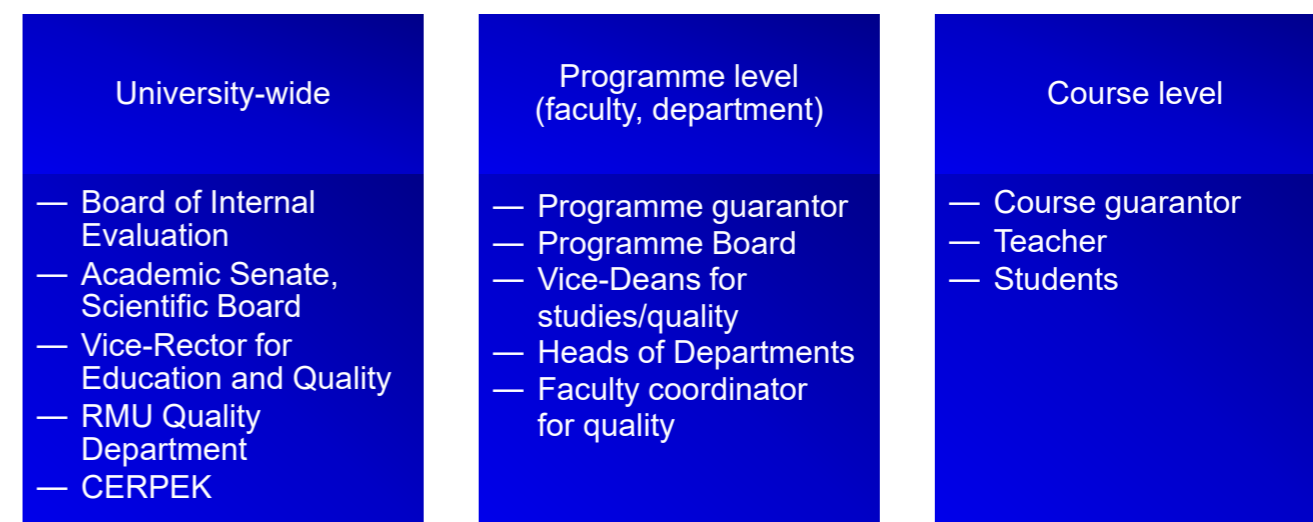 University-wide
— Board of Internal
Evaluation
— Academic Senate,
Scientific Board
— Vice-Rector for
Education and Quality
— RMU Quality
Department
— CERPEK
Programme level
(faculty, department)
— Programme guarantor
— Programme Board
— Vice-Deans for
studies/quality
— Heads of Departments
— Faculty coordinator
for quality
Course level
— Course guarantor
— Teacher
— Students